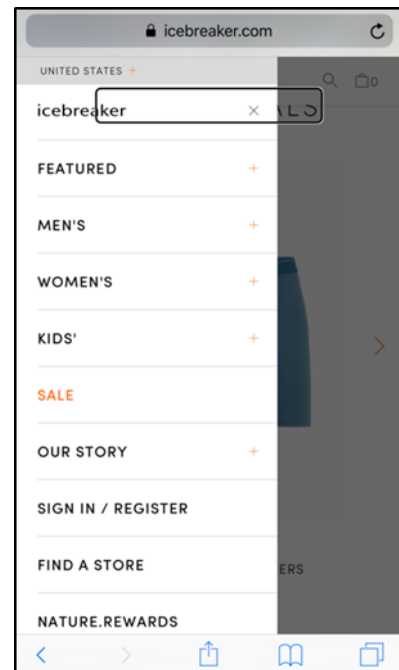 icebreaker.com
UNITED STATES +
0
icebreaker ×
FEATURED +
MEN'S +
WOMEN'S +
KIDS' +
SALE
OUR STORY +
SIGN IN / REGISTER
FIND A STORE
ERS
NATURE.REWARDS